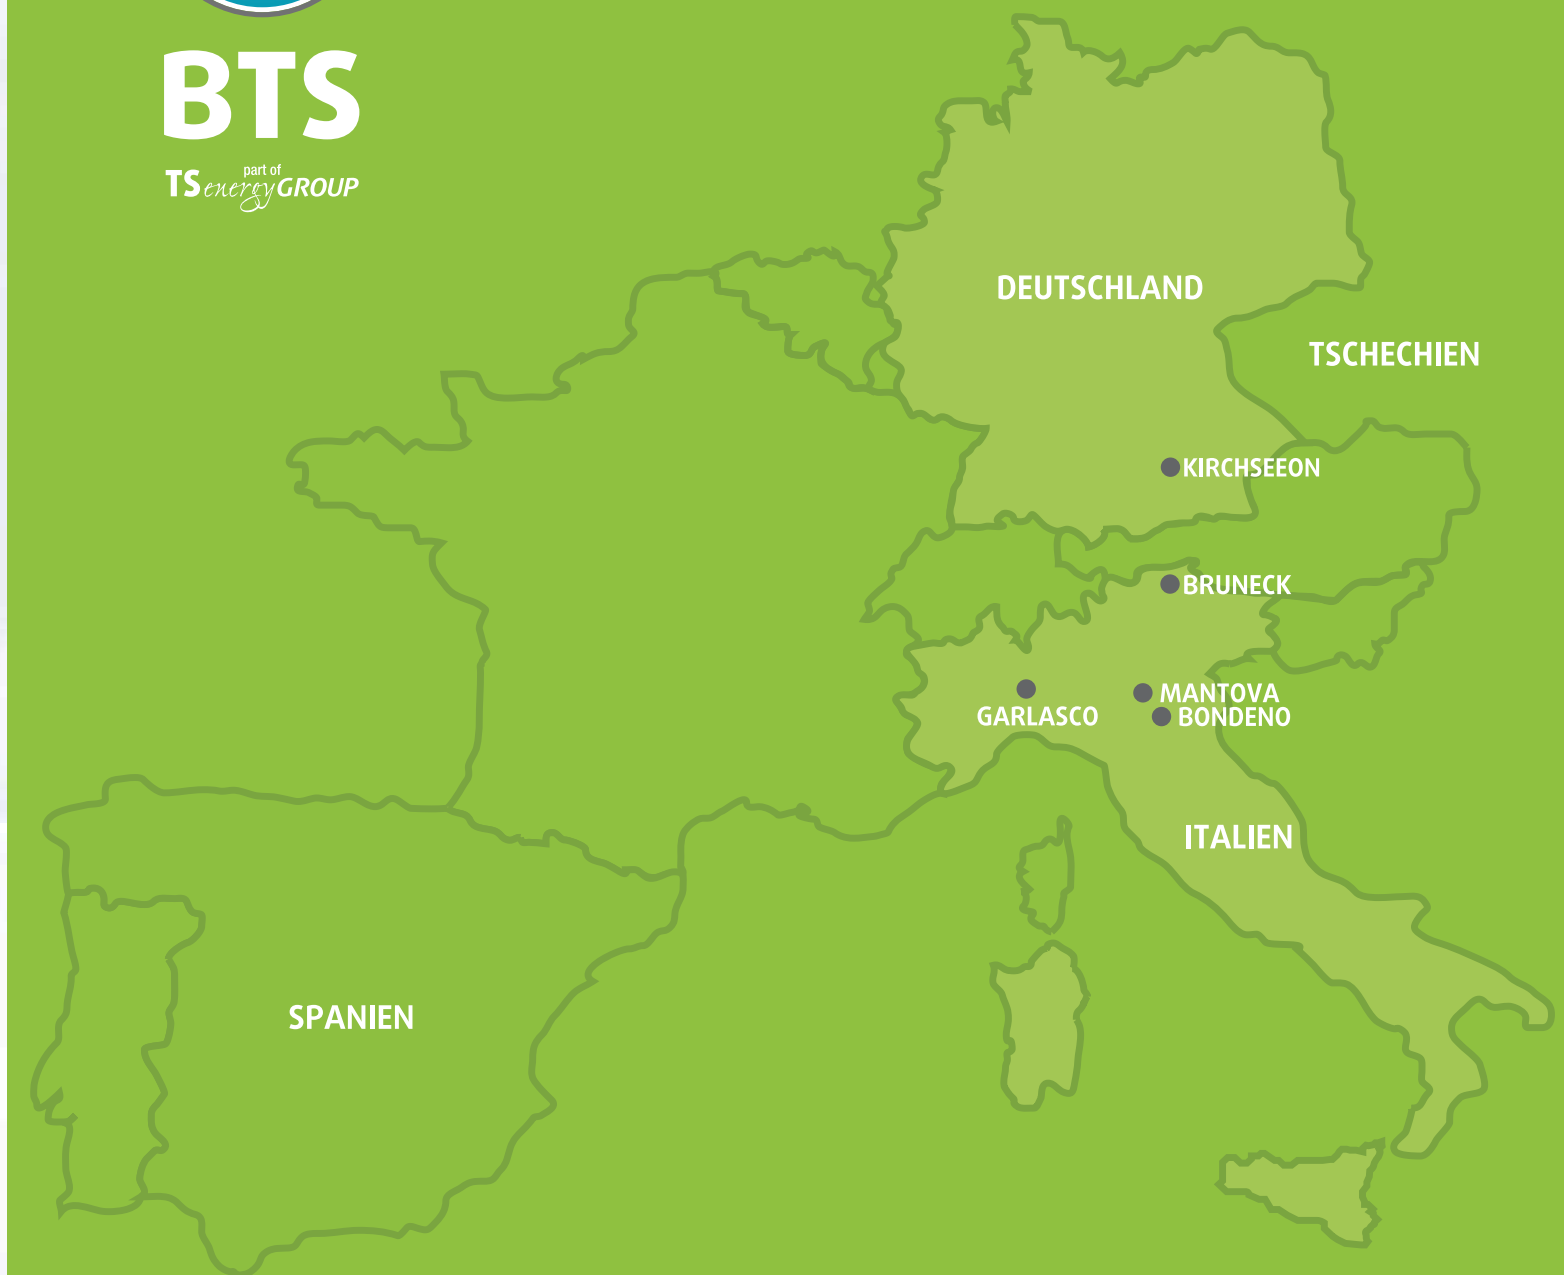 BTS
part of
TS energy GROUP
DEUTSCHLAND
TSCHECHIEN
KIRCHSEEON
BRUNECK
MANTOVA
GARLASCO
BONDENO
ITALIEN
SPANIEN